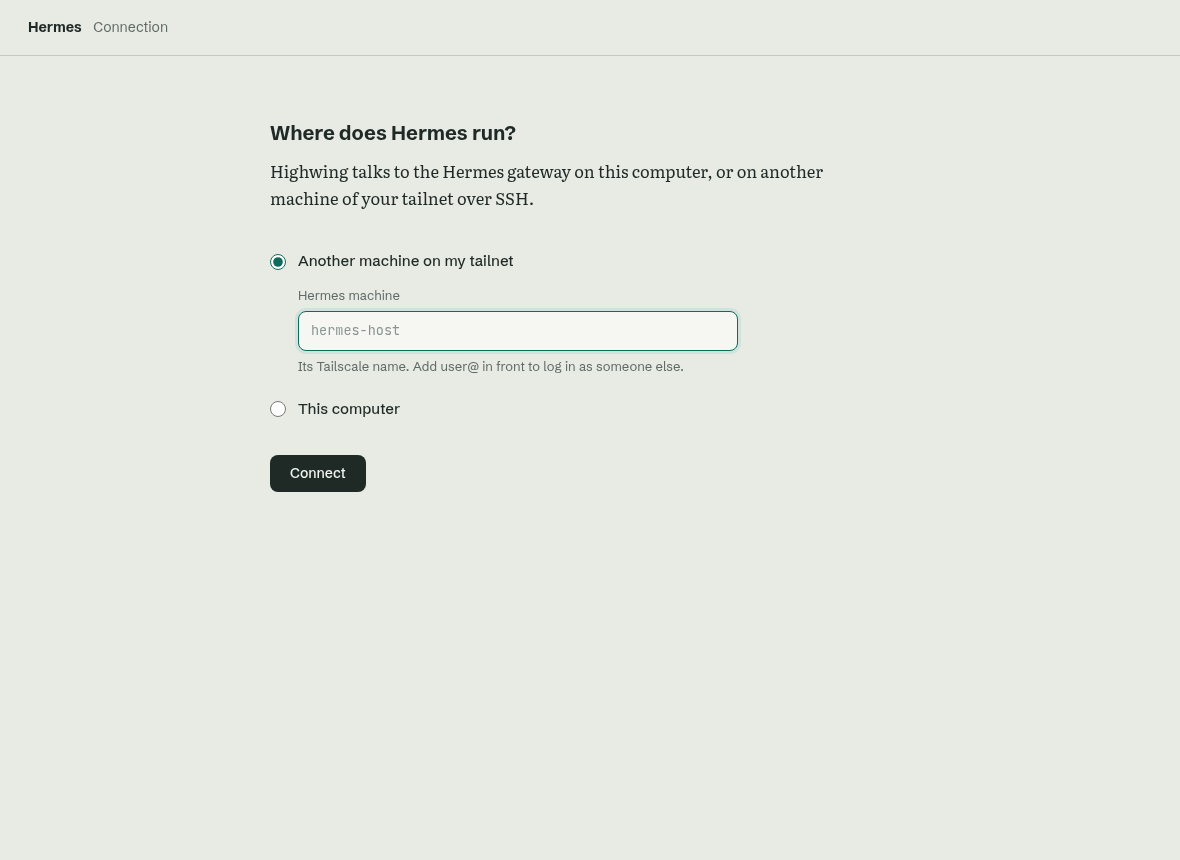 Hermes Connection
Where does Hermes run?
Highwing talks to the Hermes gateway on this computer, or on another
machine of your tailnet over SSH.
Another machine on my tailnet
Hermes machine
hermes-host
Its Tailscale name. Add user@ in front to log in as someone else.
This computer
Connect